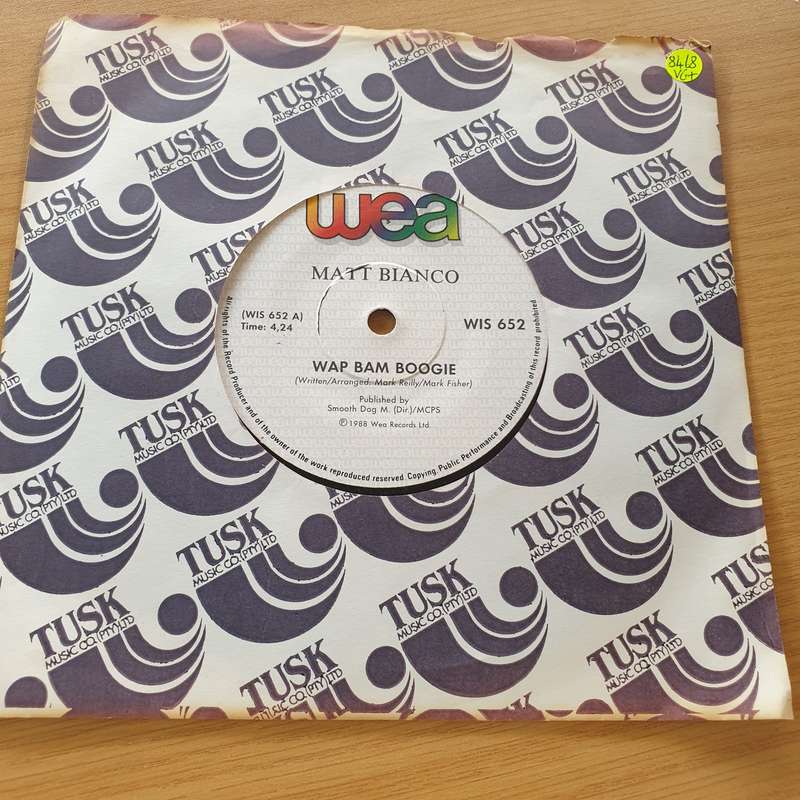 TUSK
MUSIC CO. (PTY) LTD
8468
VG+
wea
MATT BIANCO
(WIS 652 A)
Time: 4,24
WIS 652
WAP BAM BOOGIE
(Written/Arranged: Mark Reilly/Mark Fisher)
Published by
Smooth Dog M. (Dir.)/MCPS
℗ 1988 Wea Records Ltd.
All rights of the Record Producer and of the owner of the work reproduced reserved. Copying, Public Performance and Broadcasting of this record prohibited